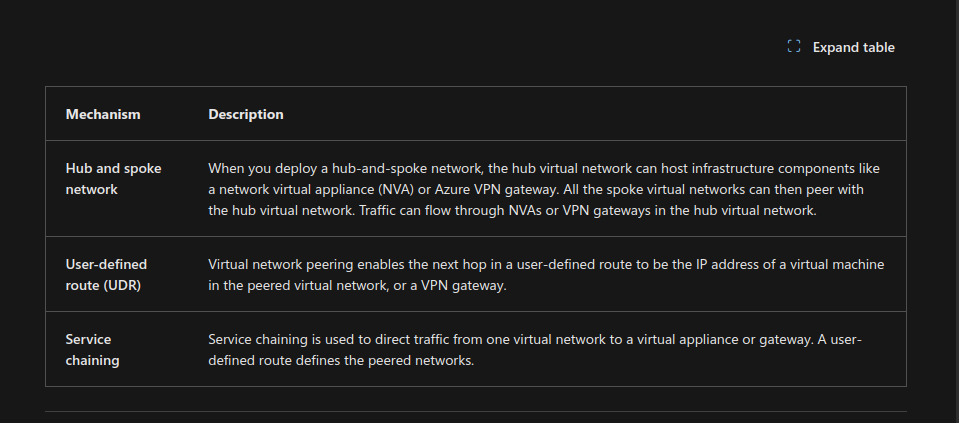 Expand table
Mechanism
Description
Hub and spoke
network
When you deploy a hub-and-spoke network, the hub virtual network can host infrastructure components like
a network virtual appliance (NVA) or Azure VPN gateway. All the spoke virtual networks can then peer with
the hub virtual network. Traffic can flow through NVAs or VPN gateways in the hub virtual network.
User-defined
route (UDR)
Virtual network peering enables the next hop in a user-defined route to be the IP address of a virtual machine
in the peered virtual network, or a VPN gateway.
Service
chaining
Service chaining is used to direct traffic from one virtual network to a virtual appliance or gateway. A user-
defined route defines the peered networks.